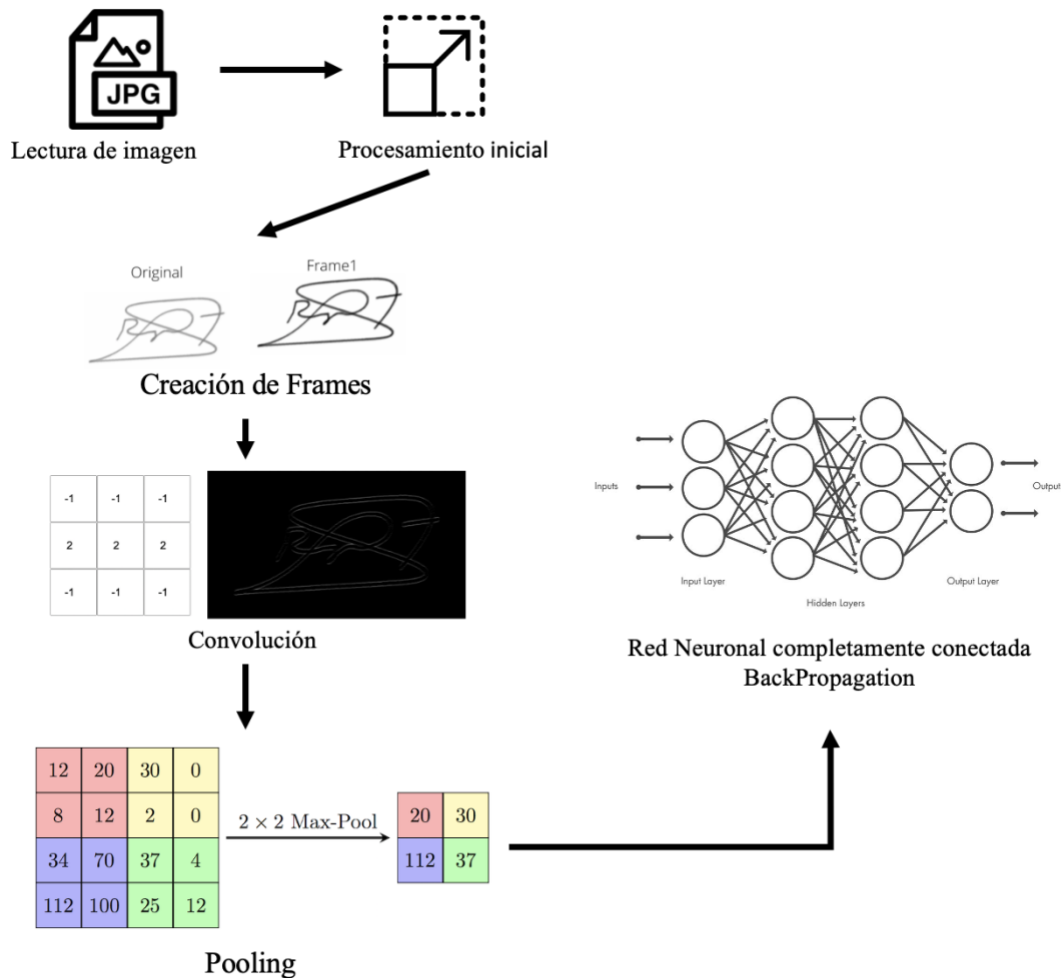 JPG
Lectura de imagen
Procesamiento inicial
Original
Frame1
Creación de Frames
-1 -1 -1
2 2 2
-1 -1 -1
Convolución
12 20 30 0
8 12 2 0
34 70 37 4
112 100 25 12
2 × 2 Max-Pool
20 30
112 37
Pooling
Inputs
Output
Input Layer
Hidden Layers
Output Layer
Red Neuronal completamente conectada
BackPropagation